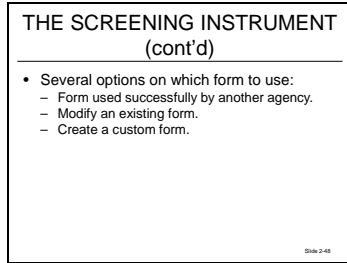 THE SCREENING INSTRUMENT
(cont'd)
• Several options on which form to use:
– Form used successfully by another agency.
– Modify an existing form.
– Create a custom form.
Slide 2-48